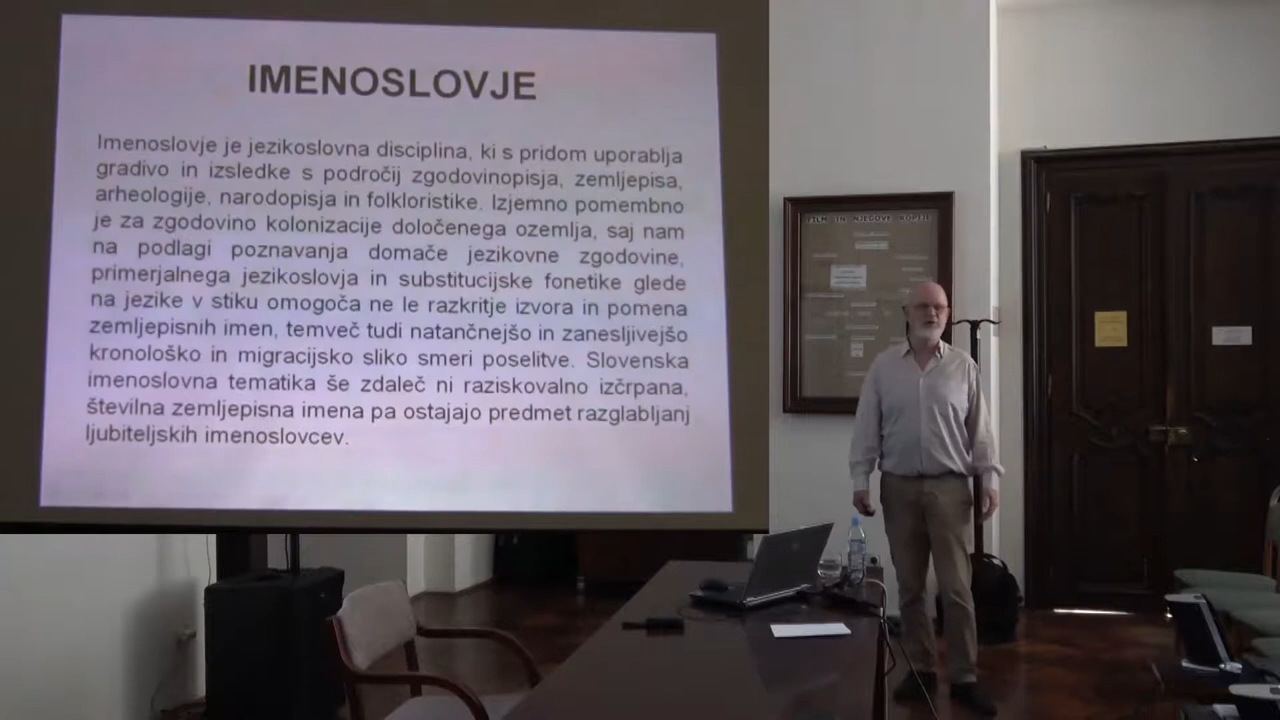 IMENOSLOVJE
Imenoslovje je jezikoslovna disciplina, ki s pridom uporablja
gradivo in izsledke s področij zgodovinopisja, zemljepisa,
arheologije, narodopisja in folkloristike. Izjemno pomembno
je za zgodovino kolonizacije določenega ozemlja, saj nam
na podlagi poznavanja domače jezikovne zgodovine,
primerjalnega jezikoslovja in substitucijske fonetike glede
na jezike v stiku omogoča ne le razkritje izvora in pomena
zemljepisnih imen, temveč tudi natančnejšo in zanesljivejšo
kronološko in migracijsko sliko smeri poselitve. Slovenska
imenoslovna tematika še zdaleč ni raziskovalno izčrpana,
številna zemljepisna imena pa ostajajo predmet razglabljanj
ljubiteljskih imenoslovcev.
FILM IN NJEGOVE KOPIJE